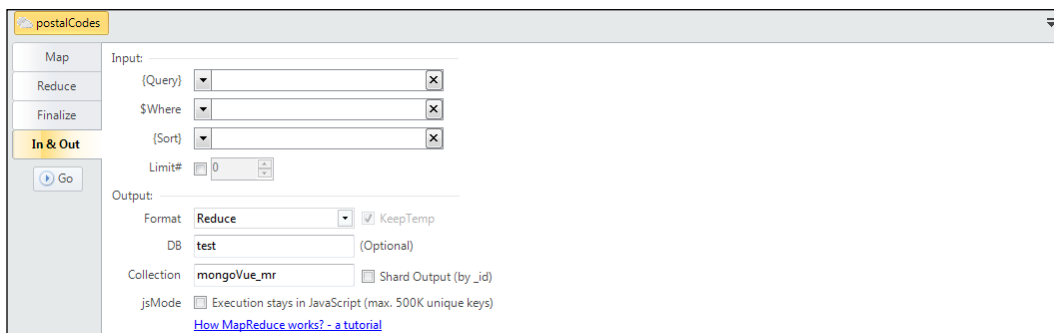 postalCodes
Map
Reduce
Finalize
In & Out
Go
Input:
{Query}
$Where
{Sort}
Limit# 0
Output:
Format Reduce KeepTemp
DB test (Optional)
Collection mongoVue_mr Shard Output (by _id)
jsMode Execution stays in JavaScript (max. 500K unique keys)
How MapReduce works? - a tutorial